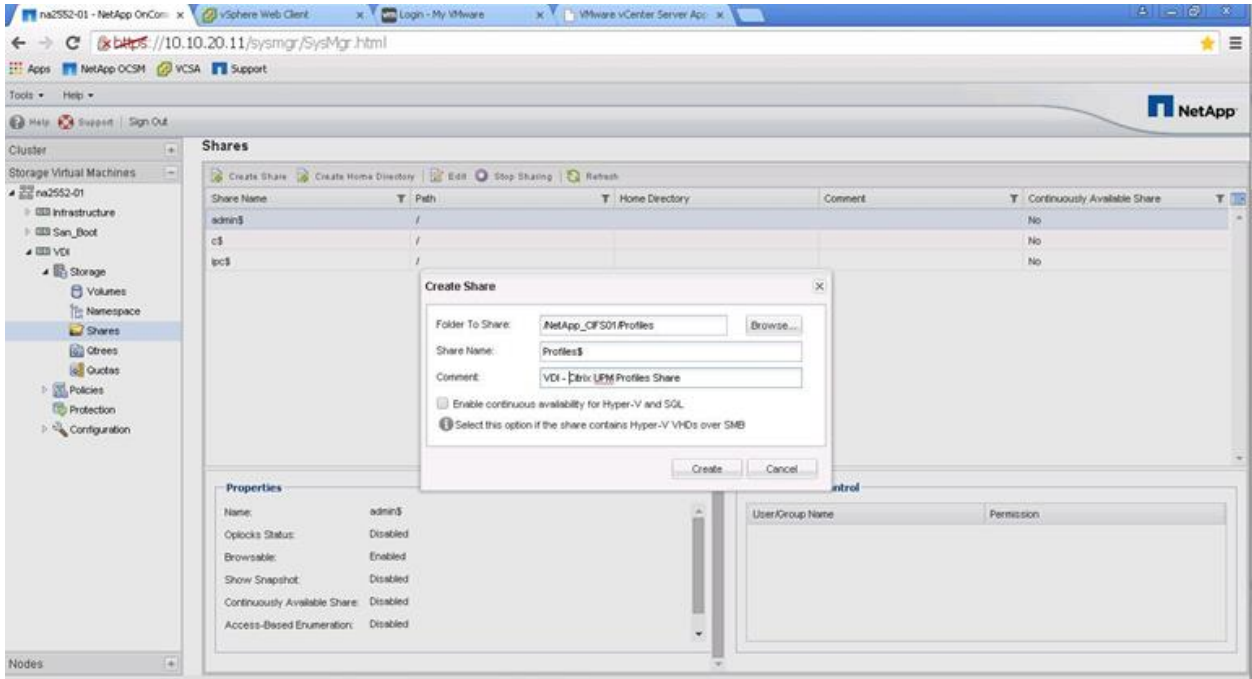 na2552-01 - NetApp OnCom
vSphere Web Client
Login - My VMware
VMware vCenter Server App
https://10.10.20.11/sysmgr/SysMgr.html
Apps NetApp OCSM VCSA Support
Tools Help
NetApp
Help Support Sign Out
Cluster
Shares
Storage Virtual Machines
Create Share Create Home Directory Edit Stop Sharing Refresh
na2552-01
Share Name Path Home Directory Comment Continuously Available Share
Infrastructure
admin$ / No
San_Boot
c$ / No
VDI
ipc$ / No
Storage
Volumes
Namespace
Shares
Qtrees
Quotas
Policies
Protection
Configuration
Create Share
Folder To Share: /NetApp_CIFS01/Profiles Browse...
Share Name: Profiles$
Comment: VDI - Citrix UPM Profiles Share
Enable continuous availability for Hyper-V and SQL
Select this option if the share contains Hyper-V VHDs over SMB
Create Cancel
Properties
ntrol
Name: admin$
User/Group Name Permission
Oplocks Status: Disabled
Browsable: Enabled
Show Snapshot: Disabled
Continuously Available Share: Disabled
Access-Based Enumeration: Disabled
Nodes